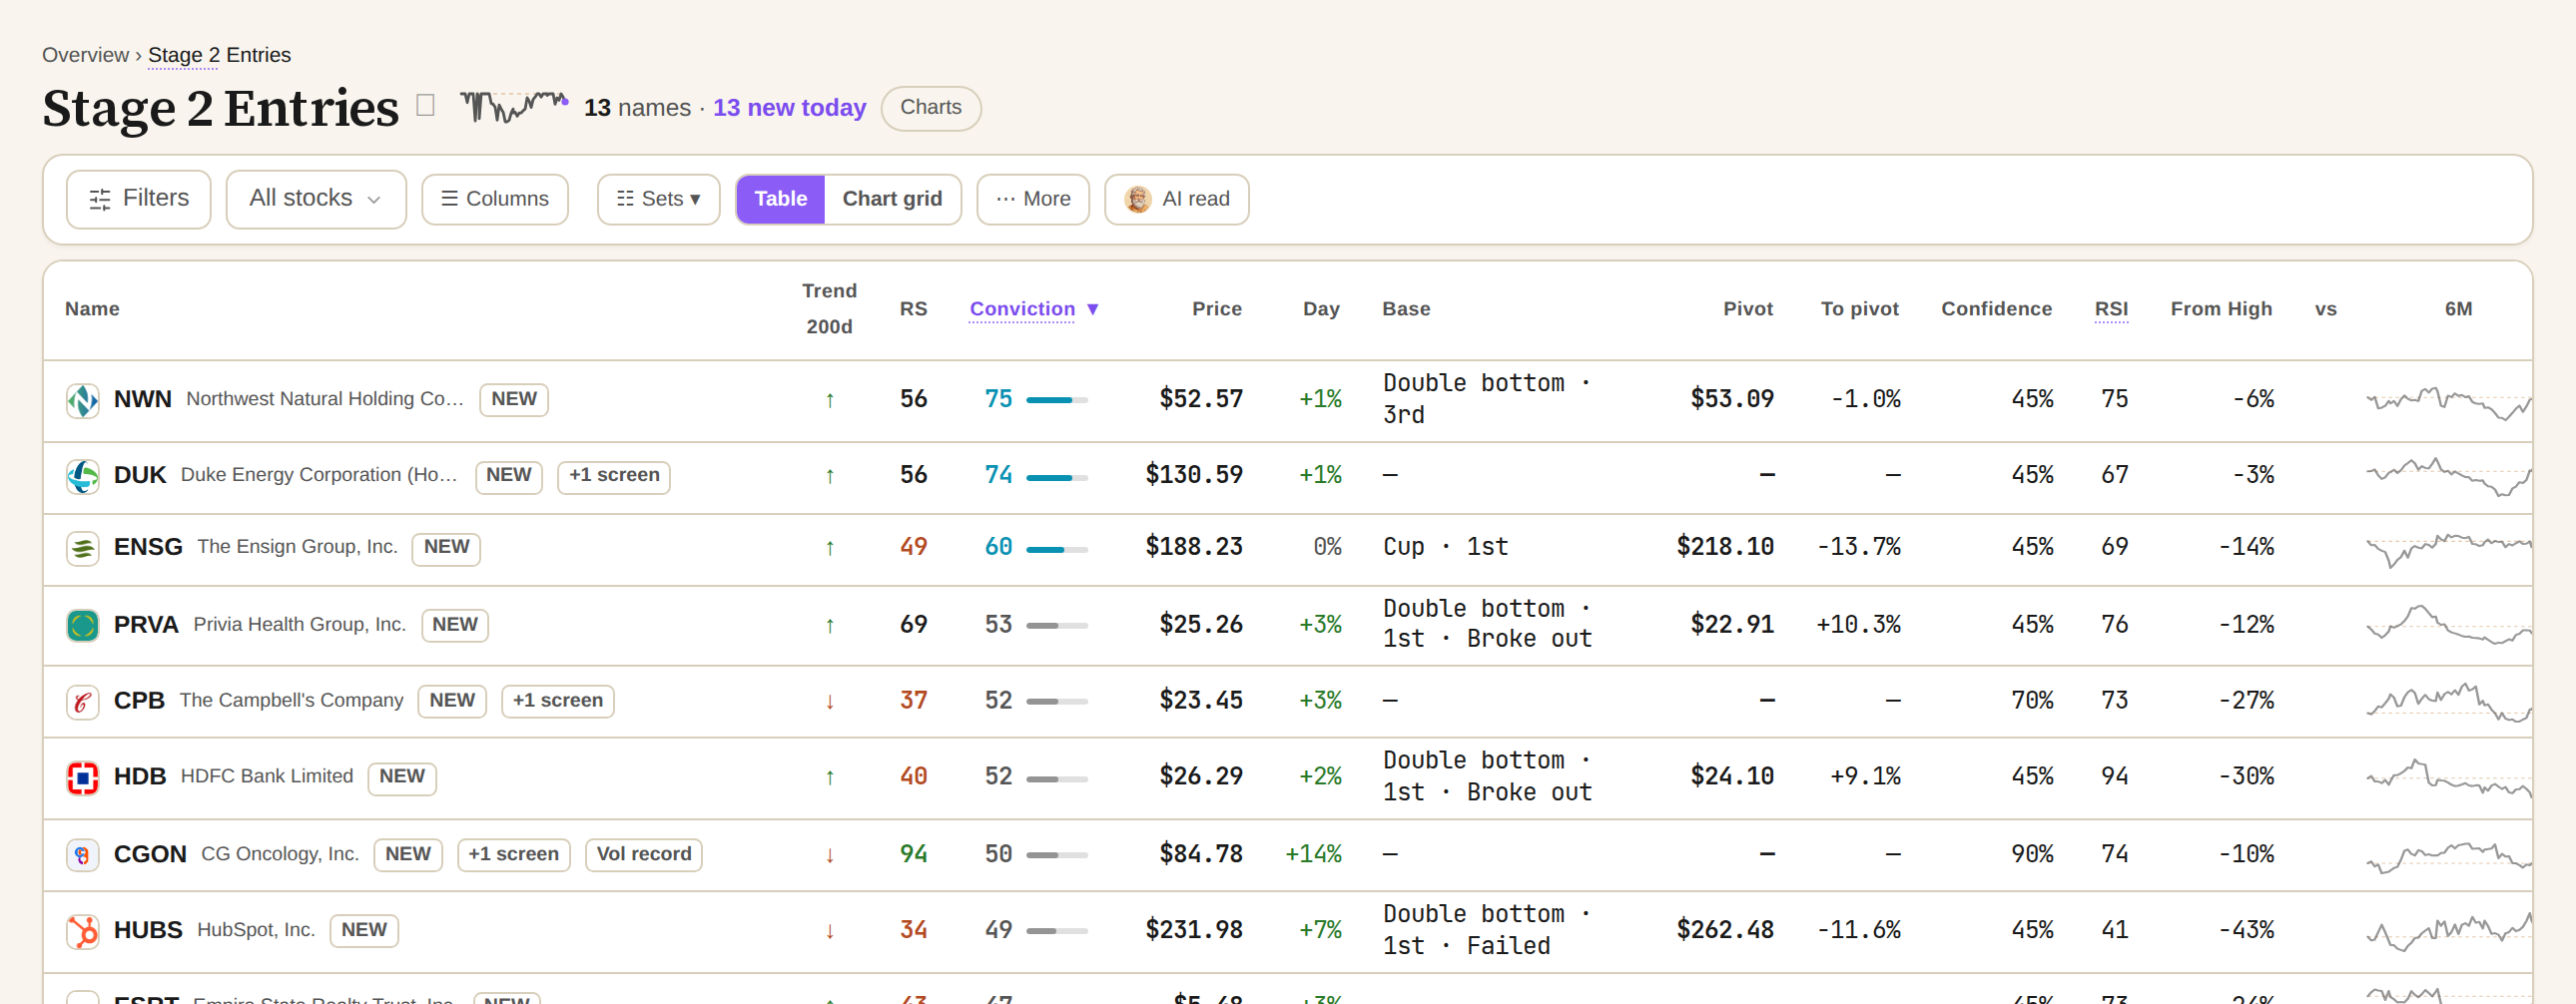 Overview › Stage 2 Entries
Stage 2 Entries 13 names · 13 new today Charts
Filters All stocks Columns Sets ▾ Table Chart grid ⋯ More AI read
Name Trend 200d RS Conviction ▼ Price Day Base Pivot To pivot Confidence RSI From High vs 6M
NWN Northwest Natural Holding Co… NEW ↑ 56 75 $52.57 +1% Double bottom · 3rd $53.09 -1.0% 45% 75 -6%
DUK Duke Energy Corporation (Ho… NEW +1 screen ↑ 56 74 $130.59 +1% — — — 45% 67 -3%
ENSG The Ensign Group, Inc. NEW ↑ 49 60 $188.23 0% Cup · 1st $218.10 -13.7% 45% 69 -14%
PRVA Privia Health Group, Inc. NEW ↑ 69 53 $25.26 +3% Double bottom · 1st · Broke out $22.91 +10.3% 45% 76 -12%
CPB The Campbell's Company NEW +1 screen ↓ 37 52 $23.45 +3% — — — 70% 73 -27%
HDB HDFC Bank Limited NEW ↑ 40 52 $26.29 +2% Double bottom · 1st · Broke out $24.10 +9.1% 45% 94 -30%
CGON CG Oncology, Inc. NEW +1 screen Vol record ↓ 94 50 $84.78 +14% — — — 90% 74 -10%
HUBS HubSpot, Inc. NEW ↓ 34 49 $231.98 +7% Double bottom · 1st · Failed $262.48 -11.6% 45% 41 -43%
ESRT Empire State Realty Trust, Inc. NEW